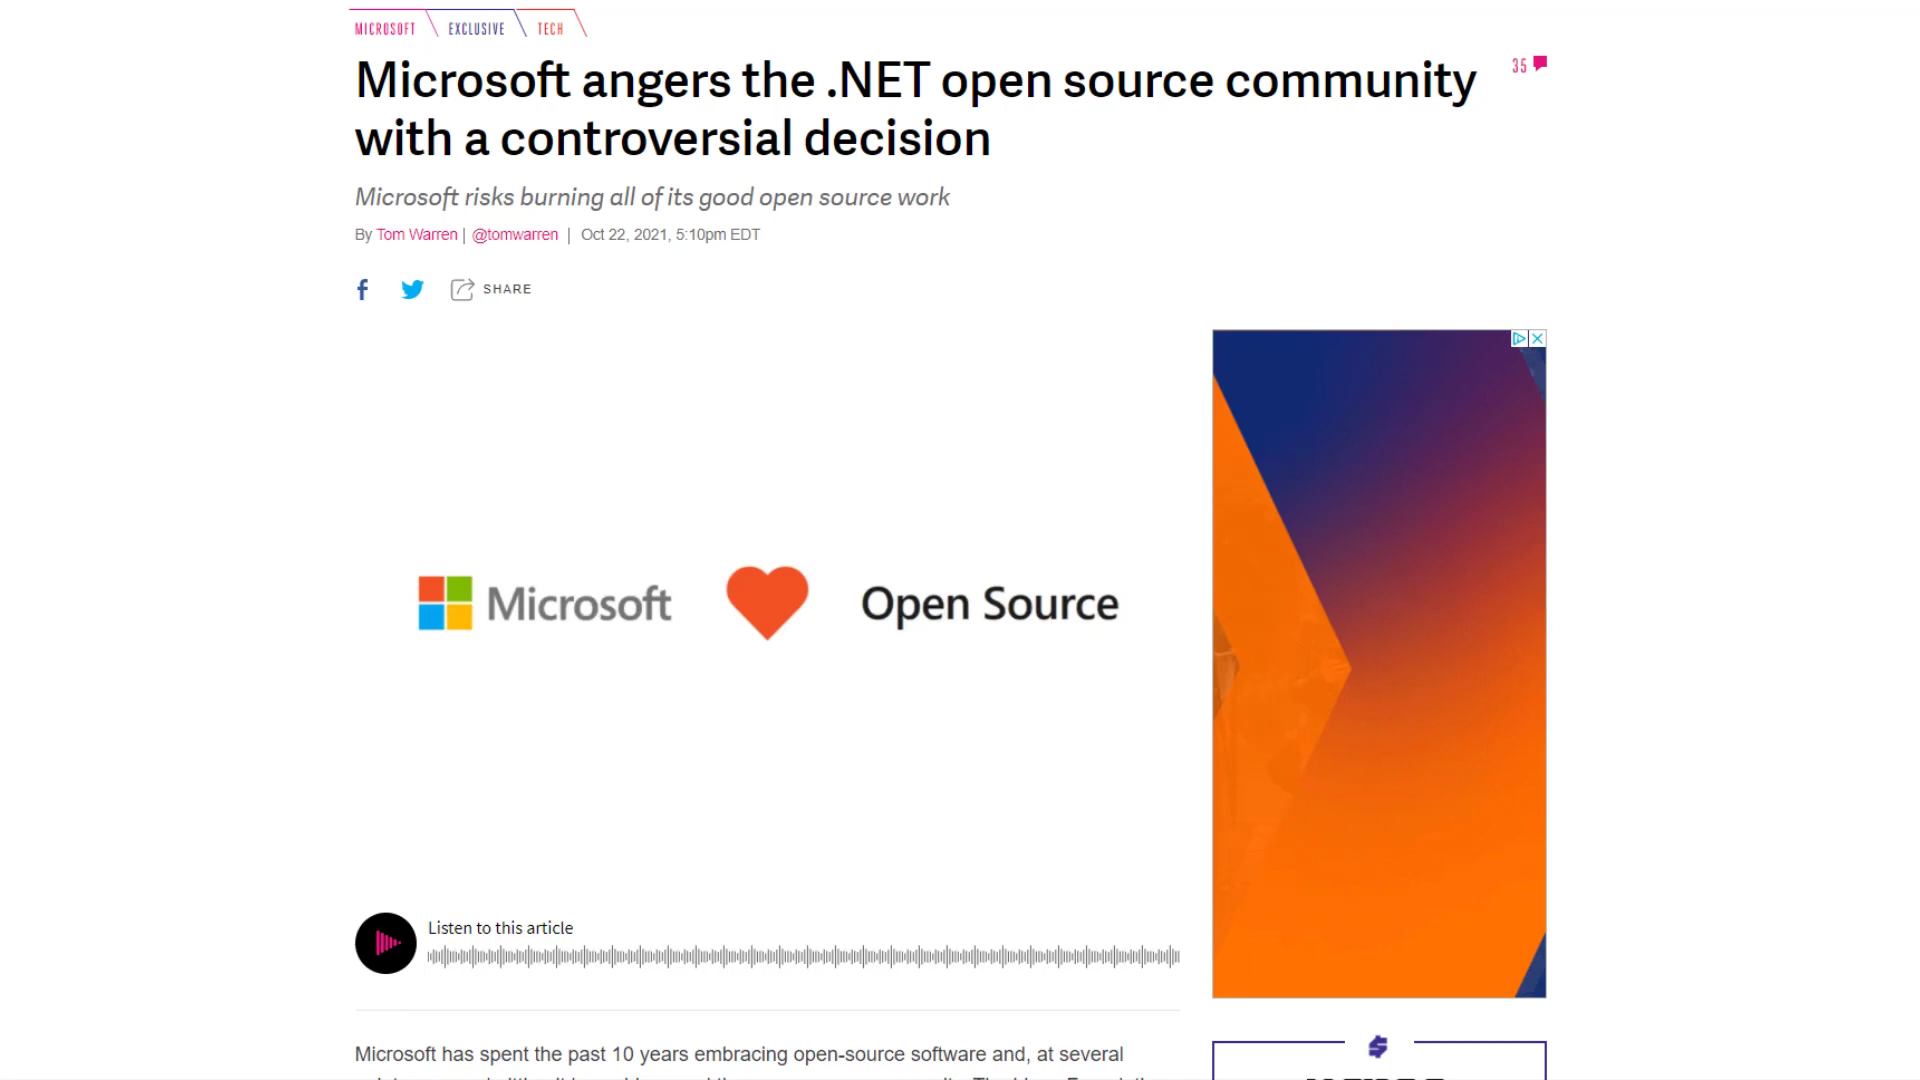 MICROSOFT EXCLUSIVE TECH
Microsoft angers the .NET open source community
with a controversial decision
35
Microsoft risks burning all of its good open source work
By Tom Warren | @tomwarren | Oct 22, 2021, 5:10pm EDT
SHARE
Microsoft Open Source
Listen to this article
Microsoft has spent the past 10 years embracing open-source software and, at several